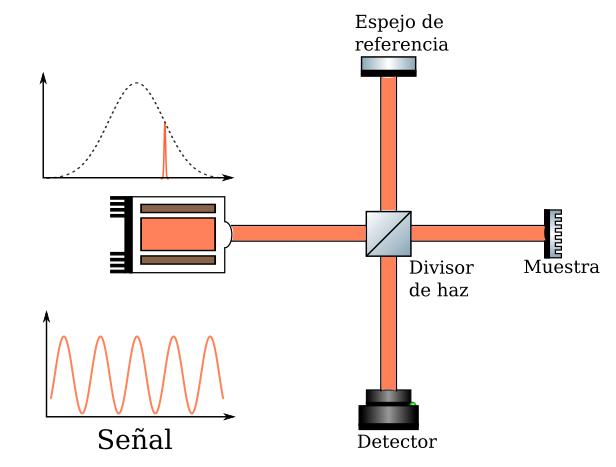 Espejo de
referencia
Divisor
de haz
Muestra
Señal
Detector